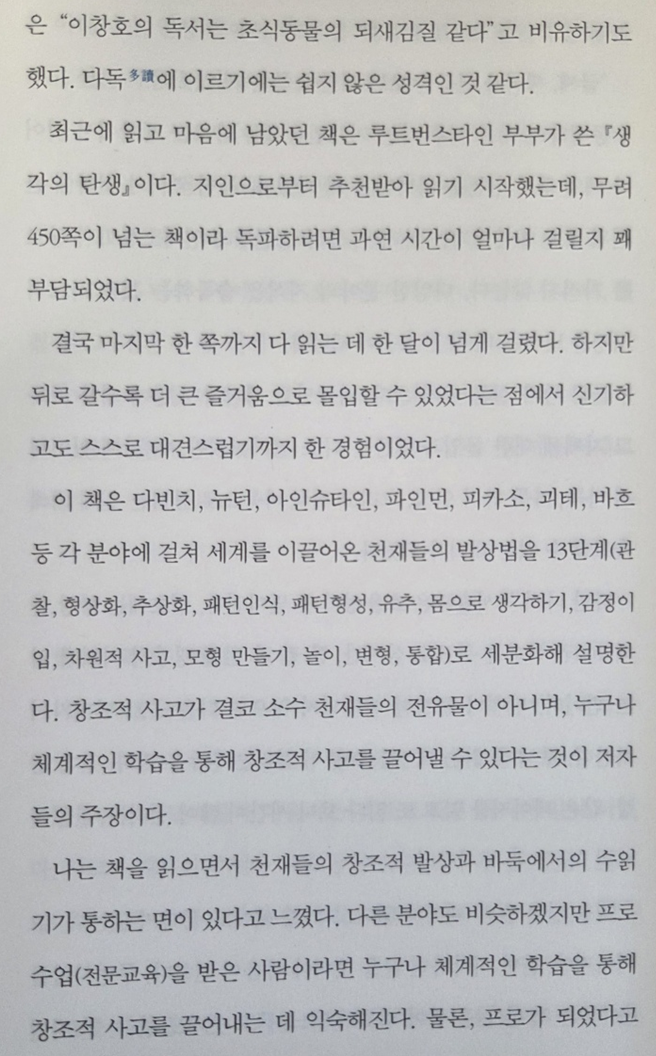 은 “이창호의 독서는 초식동물의 되새김질 같다”고 비유하기도
했다. 다독多讀에 이르기에는 쉽지 않은 성격인 것 같다.
최근에 읽고 마음에 남았던 책은 루트번스타인 부부가 쓴 『생
각의 탄생』이다. 지인으로부터 추천받아 읽기 시작했는데, 무려
450쪽이 넘는 책이라 독파하려면 과연 시간이 얼마나 걸릴지 꽤
부담되었다.
결국 마지막 한 쪽까지 다 읽는 데 한 달이 넘게 걸렸다. 하지만
뒤로 갈수록 더 큰 즐거움으로 몰입할 수 있었다는 점에서 신기하
고도 스스로 대견스럽기까지 한 경험이었다.
이 책은 다빈치, 뉴턴, 아인슈타인, 파인먼, 피카소, 괴테, 바흐
등 각 분야에 걸쳐 세계를 이끌어온 천재들의 발상법을 13단계(관
찰, 형상화, 추상화, 패턴인식, 패턴형성, 유추, 몸으로 생각하기, 감정이
입, 차원적 사고, 모형 만들기, 놀이, 변형, 통합)로 세분화해 설명한
다. 창조적 사고가 결코 소수 천재들의 전유물이 아니며, 누구나
체계적인 학습을 통해 창조적 사고를 끌어낼 수 있다는 것이 저자
들의 주장이다.
나는 책을 읽으면서 천재들의 창조적 발상과 바둑에서의 수읽
기가 통하는 면이 있다고 느꼈다. 다른 분야도 비슷하겠지만 프로
수업(전문교육)을 받은 사람이라면 누구나 체계적인 학습을 통해
창조적 사고를 끌어내는 데 익숙해진다. 물론, 프로가 되었다고